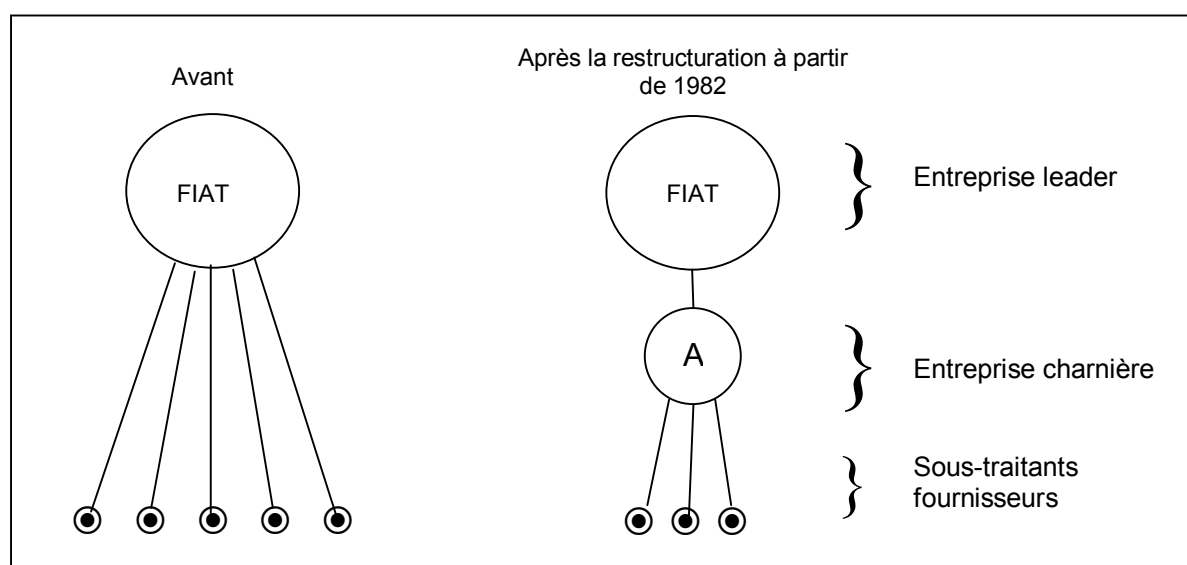 Avant
FIAT
Après la restructuration à partir
de 1982
FIAT
Entreprise leader
A
Entreprise charnière
Sous-traitants
fournisseurs